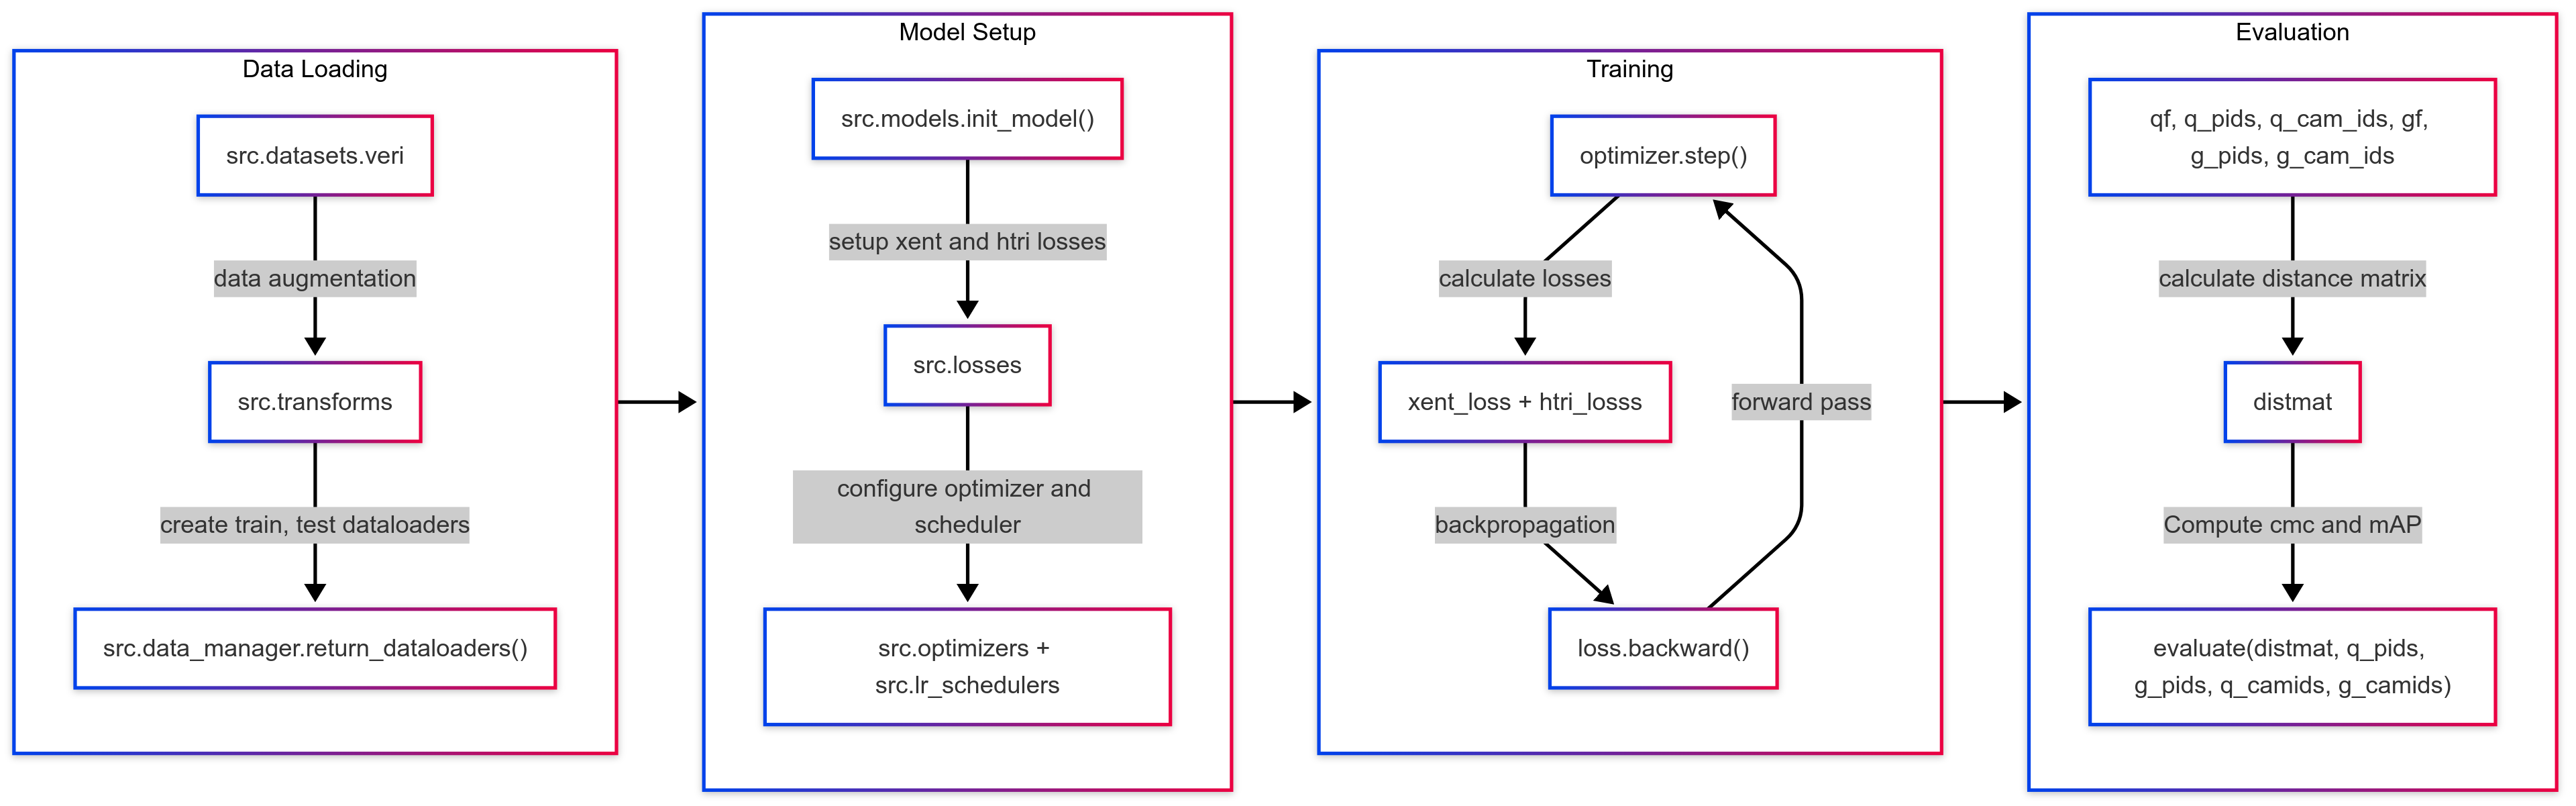 Data Loading
src.datasets.veri
data augmentation
src.transforms
create train, test dataloaders
src.data_manager.return_dataloaders()
Model Setup
src.models.init_model()
setup xent and htri losses
src.losses
configure optimizer and
scheduler
src.optimizers +
src.lr_schedulers
Training
optimizer.step()
calculate losses
xent_loss + htri_losss
forward pass
backpropagation
loss.backward()
Evaluation
qf, q_pids, q_cam_ids, gf,
g_pids, g_cam_ids
calculate distance matrix
distmat
Compute cmc and mAP
evaluate(distmat, q_pids,
g_pids, q_camids, g_camids)